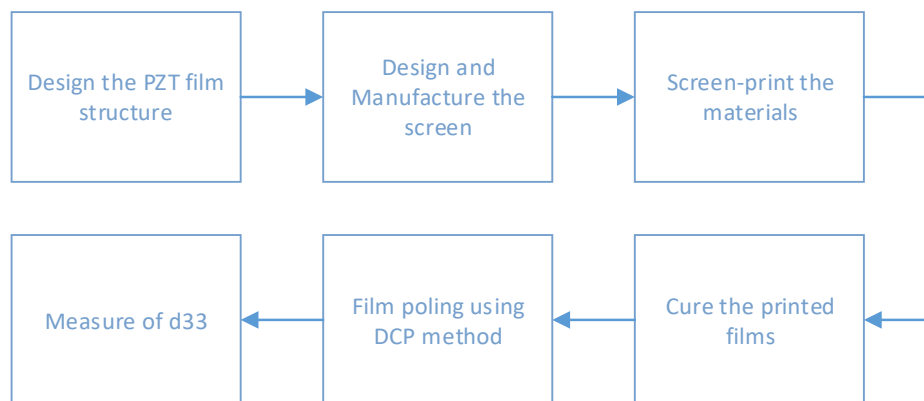 Design the PZT film
structure
Design and
Manufacture the
screen
Screen-print the
materials
Measure of d33
Film poling using
DCP method
Cure the printed
films